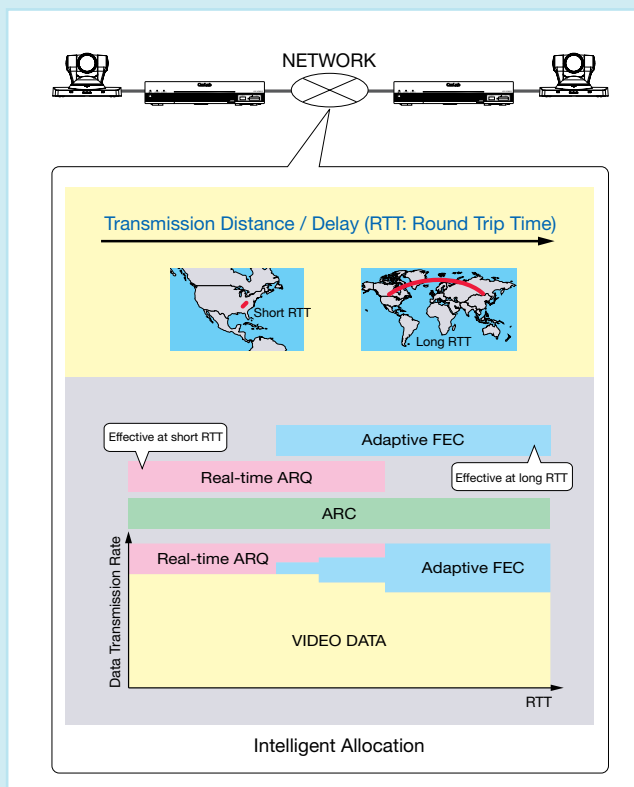 NETWORK
Transmission Distance / Delay (RTT: Round Trip Time)
Short RTT
Long RTT
Effective at short RTT
Adaptive FEC
Real-time ARQ
Effective at long RTT
ARC
Data Transmission Rate
Real-time ARQ
Adaptive FEC
VIDEO DATA
RTT
Intelligent Allocation